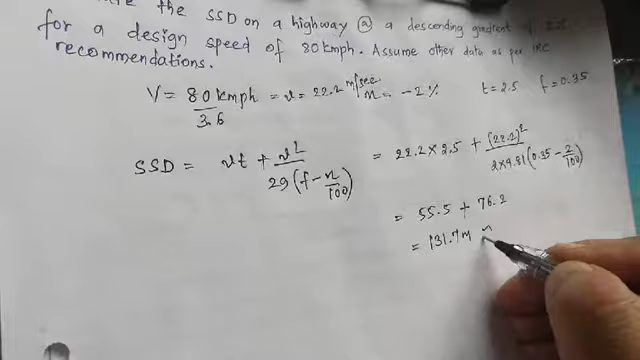 the SSD on a highway @ a descending gradient of 2%
for a design speed of 80 kmph. Assume other data as per IRC
recommendations.
V = 80 kmph/3.6 = v = 22.2 m/sec. n = -2% t = 2.5 f = 0.35
SSD = vt + v²/2g(f - n/100) = 22.2 × 2.5 + (22.2)²/2×9.81(0.35 - 2/100)
= 55.5 + 76.2
= 131.7 m